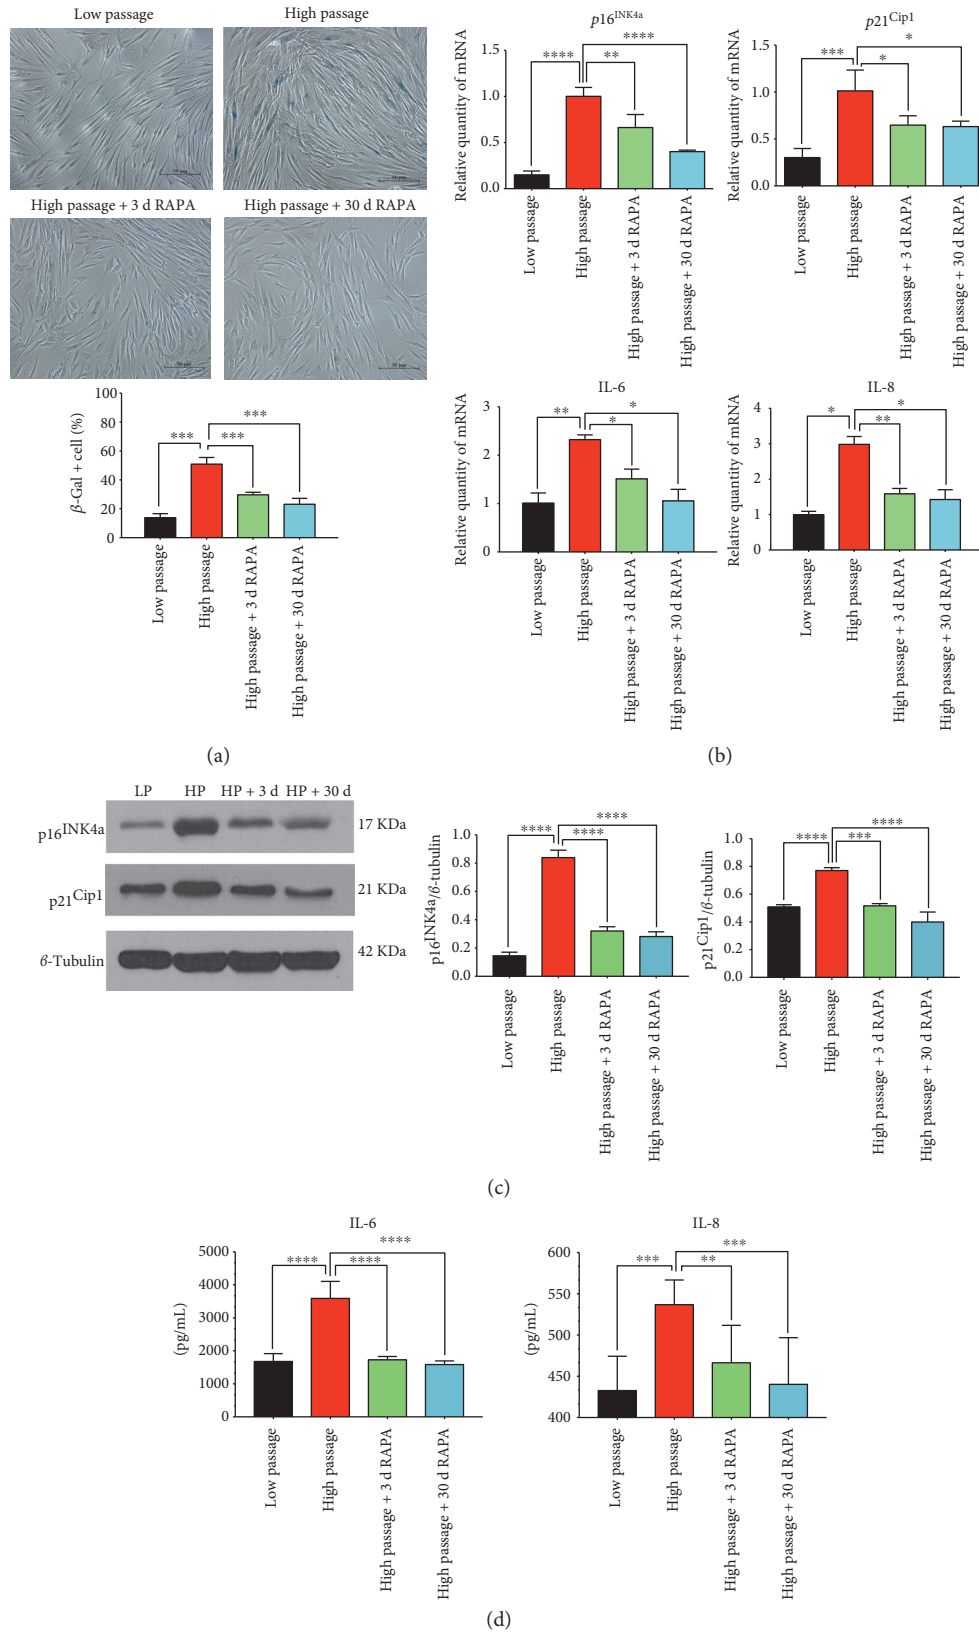 Low passage
High passage
50 μm
50 μm
High passage + 3 d RAPA
High passage + 30 d RAPA
50 μm
50 μm
β-Gal + cell (%)
100
80
60
40
20
0
***
***
***
Low passage
High passage
High passage + 3 d RAPA
High passage + 30 d RAPA
(a)
p16INK4a
Relative quantity of mRNA
1.5
1.0
0.5
0.0
****
**
****
Low passage
High passage
High passage + 3 d RAPA
High passage + 30 d RAPA
p21Cip1
Relative quantity of mRNA
1.5
1.0
0.5
0.0
***
*
*
Low passage
High passage
High passage + 3 d RAPA
High passage + 30 d RAPA
IL-6
Relative quantity of mRNA
3
2
1
0
**
*
*
Low passage
High passage
High passage + 3 d RAPA
High passage + 30 d RAPA
IL-8
Relative quantity of mRNA
4
3
2
1
0
*
**
*
Low passage
High passage
High passage + 3 d RAPA
High passage + 30 d RAPA
(b)
LP HP HP + 3 d HP + 30 d
p16INK4a 17 KDa
p21Cip1 21 KDa
β-Tubulin 42 KDa
p16INK4a/β-tubulin
1.0
0.8
0.6
0.4
0.2
0.0
****
****
****
Low passage
High passage
High passage + 3 d RAPA
High passage + 30 d RAPA
p21Cip1/β-tubulin
1.0
0.8
0.6
0.4
0.2
0.0
****
***
****
Low passage
High passage
High passage + 3 d RAPA
High passage + 30 d RAPA
(c)
IL-6
(pg/mL)
5000
4000
3000
2000
1000
0
****
****
****
Low passage
High passage
High passage + 3 d RAPA
High passage + 30 d RAPA
IL-8
(pg/mL)
600
550
500
450
400
***
**
***
Low passage
High passage
High passage + 3 d RAPA
High passage + 30 d RAPA
(d)